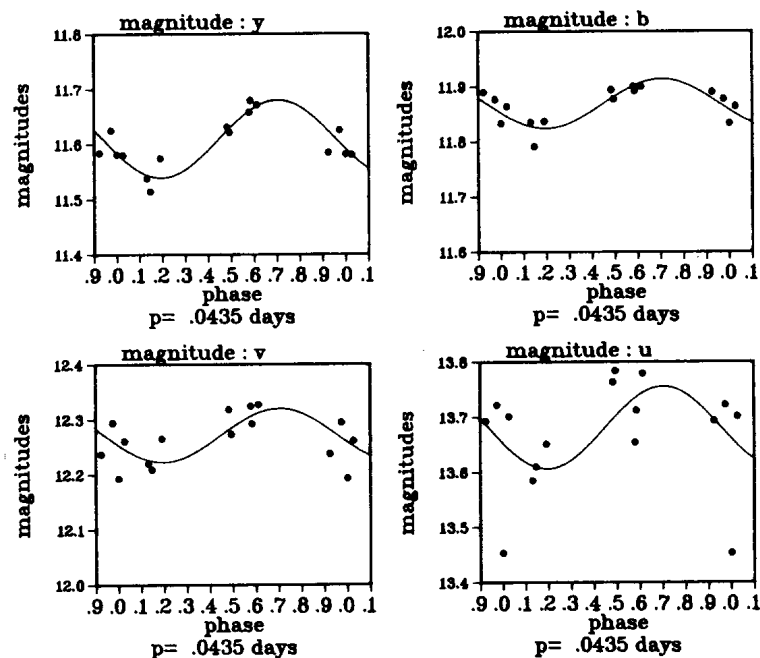 magnitude : y
11.8
11.7
11.6
11.5
11.4
magnitudes
.9 .0 .1 .2 .3 .4 .5 .6 .7 .8 .9 .0 .1
phase
p= .0435 days
magnitude : b
12.0
11.9
11.8
11.7
11.6
magnitudes
.9 .0 .1 .2 .3 .4 .5 .6 .7 .8 .9 .0 .1
phase
p= .0435 days
magnitude : v
12.4
12.3
12.2
12.1
12.0
magnitudes
.9 .0 .1 .2 .3 .4 .5 .6 .7 .8 .9 .0 .1
phase
p= .0435 days
magnitude : u
13.8
13.7
13.6
13.5
13.4
magnitudes
.9 .0 .1 .2 .3 .4 .5 .6 .7 .8 .9 .0 .1
phase
p= .0435 days